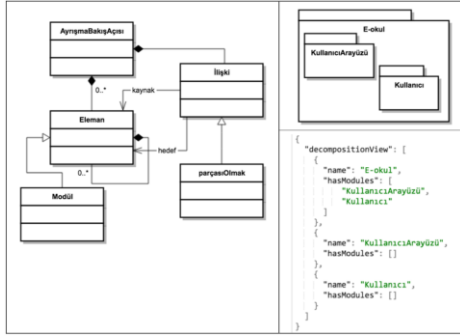 AyrışmaBakışAçısı
0..*
kaynak
İlişki
Eleman
hedef
0..*
parçasıOlmak
Modül
E-okul
KullanıcıArayüzü
Kullanıcı
{
"decompositionView": [
{
"name": "E-okul",
"hasModules": [
"KullanıcıArayüzü",
"Kullanıcı"
]
},
{
"name": "KullanıcıArayüzü",
"hasModules": []
},
{
"name": "Kullanıcı",
"hasModules": []
}
]
}